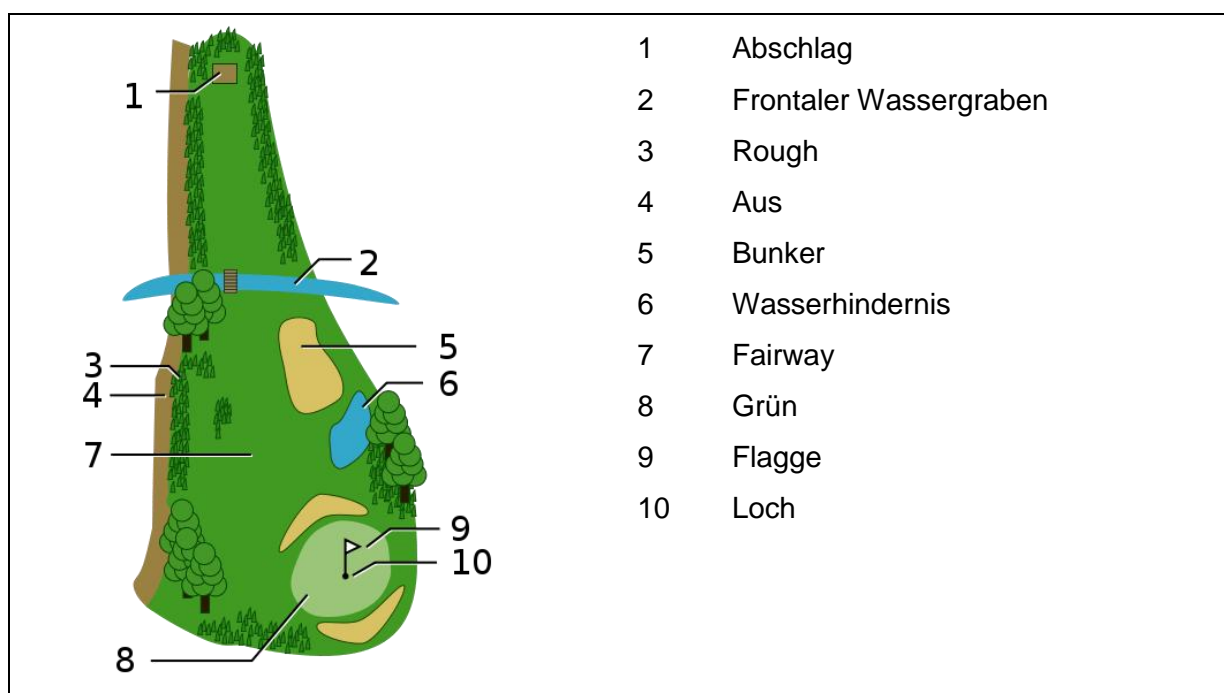 1
2
3
4
5
6
7
8
9
10
1 Abschlag
2 Frontaler Wassergraben
3 Rough
4 Aus
5 Bunker
6 Wasserhindernis
7 Fairway
8 Grün
9 Flagge
10 Loch